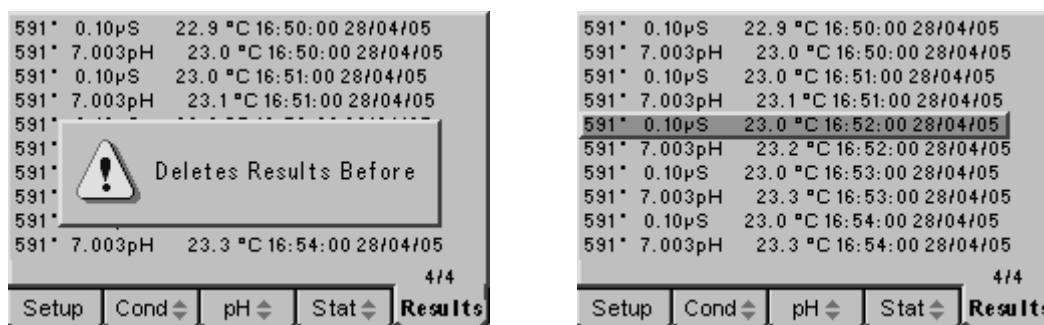 591* 0.10µS 22.9 °C 16:50:00 28/04/05
591* 7.003pH 23.0 °C 16:50:00 28/04/05
591* 0.10µS 23.0 °C 16:51:00 28/04/05
591* 7.003pH 23.1 °C 16:51:00 28/04/05
591*
591*
591*
591*
591*
Deletes Results Before
591* 7.003pH 23.3 °C 16:54:00 28/04/05
4/4
Setup Cond pH Stat Results
591* 0.10µS 22.9 °C 16:50:00 28/04/05
591* 7.003pH 23.0 °C 16:50:00 28/04/05
591* 0.10µS 23.0 °C 16:51:00 28/04/05
591* 7.003pH 23.1 °C 16:51:00 28/04/05
591* 0.10µS 23.0 °C 16:52:00 28/04/05
591* 7.003pH 23.2 °C 16:52:00 28/04/05
591* 0.10µS 23.0 °C 16:53:00 28/04/05
591* 7.003pH 23.3 °C 16:53:00 28/04/05
591* 0.10µS 23.0 °C 16:54:00 28/04/05
591* 7.003pH 23.3 °C 16:54:00 28/04/05
4/4
Setup Cond pH Stat Results